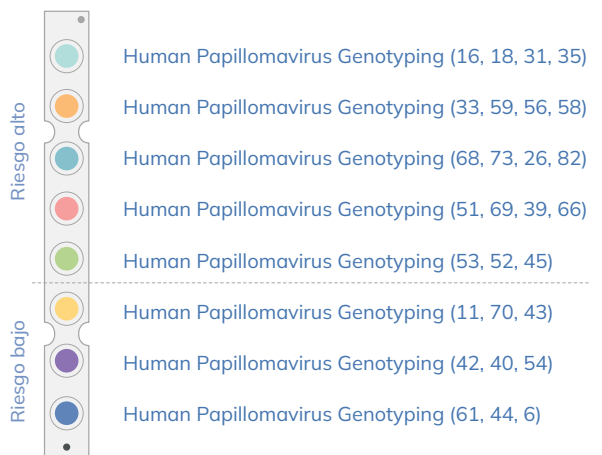 Riesgo alto
Human Papillomavirus Genotyping (16, 18, 31, 35)
Human Papillomavirus Genotyping (33, 59, 56, 58)
Human Papillomavirus Genotyping (68, 73, 26, 82)
Human Papillomavirus Genotyping (51, 69, 39, 66)
Human Papillomavirus Genotyping (53, 52, 45)
Riesgo bajo
Human Papillomavirus Genotyping (11, 70, 43)
Human Papillomavirus Genotyping (42, 40, 54)
Human Papillomavirus Genotyping (61, 44, 6)